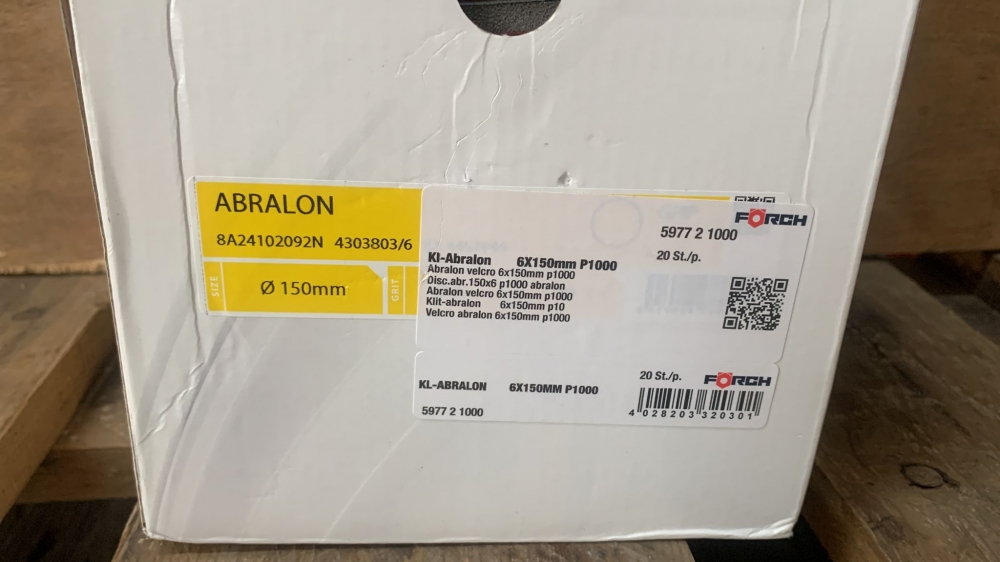 ABRALON
8A24102092N 4303803/6
SIZE
Ø 150mm
GRIT
FÖRCH
5977 2 1000
20 St./p.
Kl-Abralon 6X150mm P1000
Abralon velcro 6x150mm p1000
Disc.abr.150x6 p1000 abralon
Abralon velcro 6x150mm p1000
Klit-abralon 6x150mm p10
Velcro abralon 6x150mm p1000
20 St./p.
FÖRCH
KL-ABRALON 6X150MM P1000
5977 2 1000
4 028203 320301